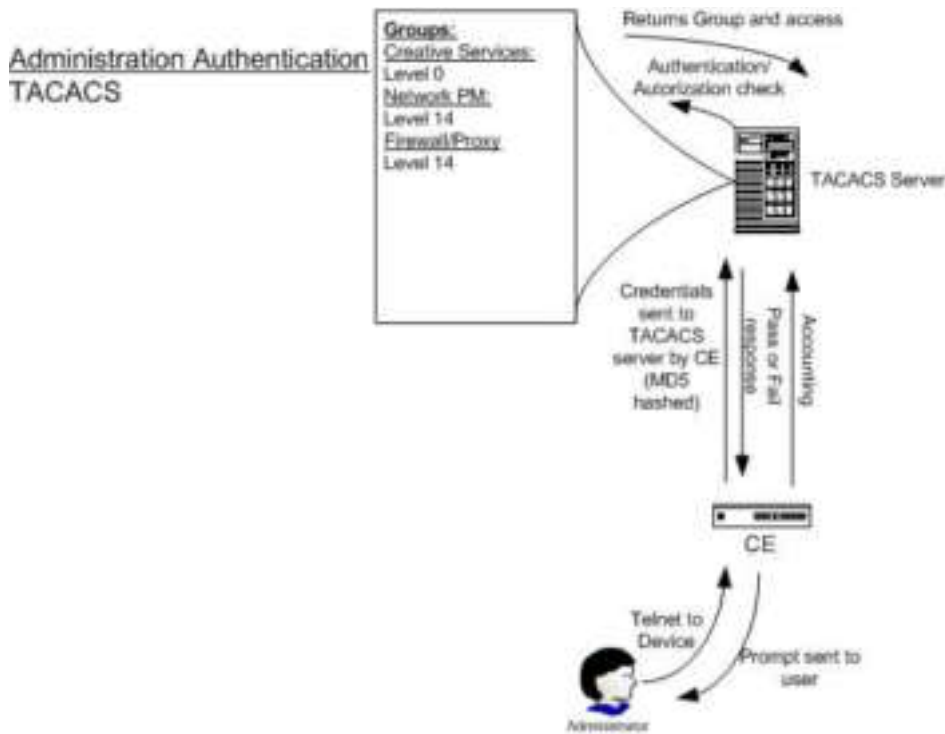 Administration Authentication
TACACS
Groups:
Creative Services:
Level 0
Network PM:
Level 14
Firewall/Proxy
Level 14
Returns Group and access
Authentication/
Autorization check
TACACS Server
Credentials
sent to
TACACS
server by CE
(MD5
hashed)
Pass or Fail
response
Accounting
CE
Telnet to
Device
Prompt sent to
user
Administrator